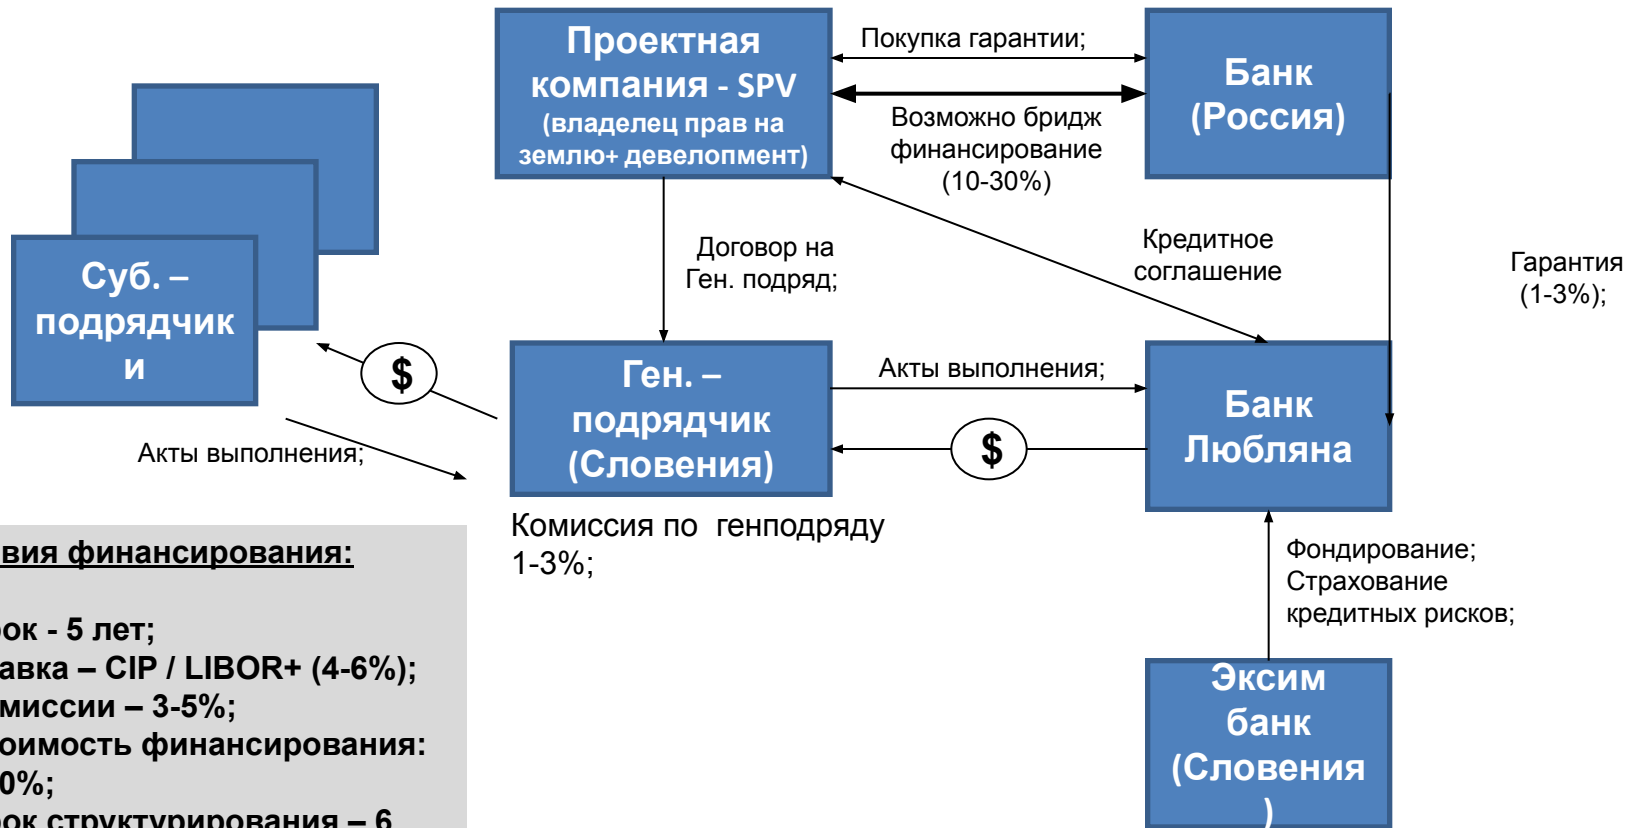 Проектная
компания - SPV
(владелец прав на
землю+ девелопмент)
Покупка гарантии;
Возможно бридж
финансирование
(10-30%)
Банк
(Россия)
Суб. –
подрядчик
и
Договор на
Ген. подряд;
Кредитное
соглашение
Гарантия
(1-3%);
$
Ген. –
подрядчик
(Словения)
Акты выполнения;
$
Банк
Любляна
Акты выполнения;
Комиссия по генподряду
1-3%;
Фондирование;
Страхование
кредитных рисков;
Эксим
банк
(Словения
)
вия финансирования:
ок - 5 лет;
авка – CIP / LIBOR+ (4-6%);
миссии – 3-5%;
оимость финансирования:
0%;
рок структурирования – 6